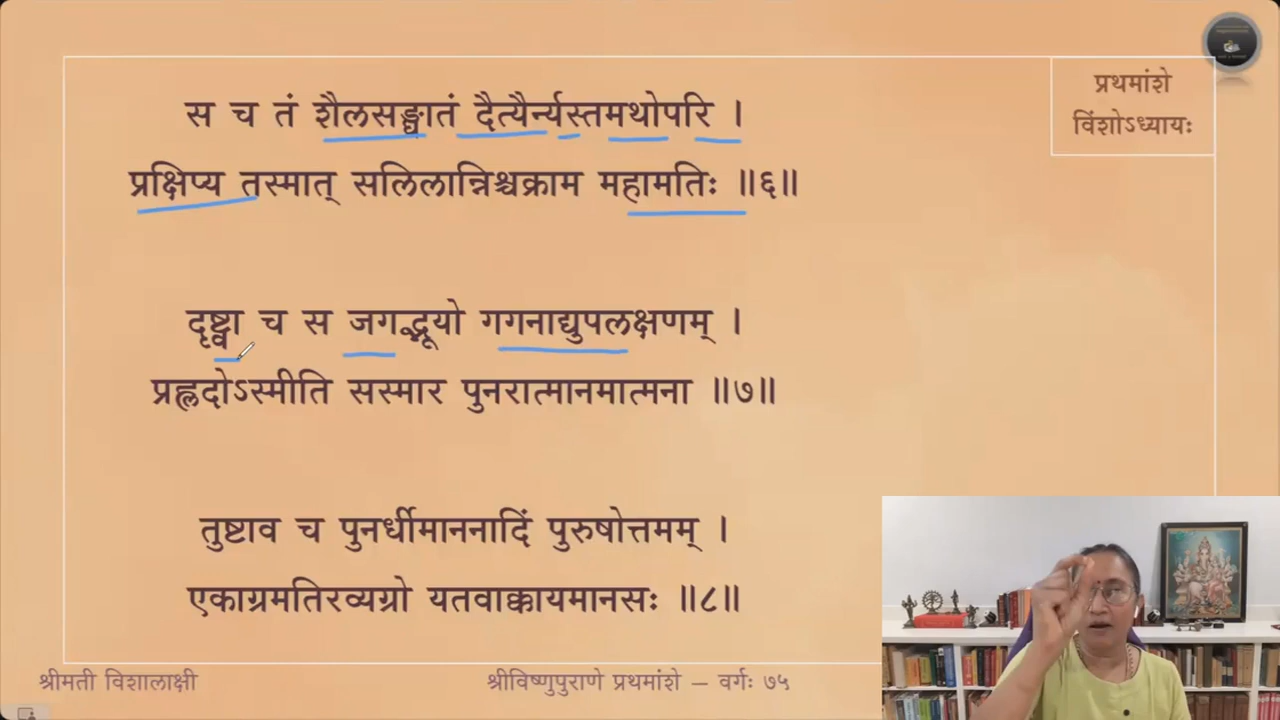 प्रथमांशे
विंशोऽध्यायः
स च तं शैलसङ्घातं दैत्यैर्न्यस्तमथोपरि ।
प्रक्षिप्य तस्मात् सलिलान्निश्चक्राम महामतिः ॥६॥
दृष्ट्वा च स जगद्भूयो गगनाद्युपलक्षणम् ।
प्रह्लदोऽस्मीति सस्मार पुनरात्मानमात्मना ॥७॥
तुष्टाव च पुनर्धीमाननादिं पुरुषोत्तमम् ।
एकाग्रमतिरव्यग्रो यतवाक्कायमानसः ॥८॥
श्रीमती विशालाक्षी
श्रीविष्णुपुराणे प्रथमांशे – वर्गः ७५